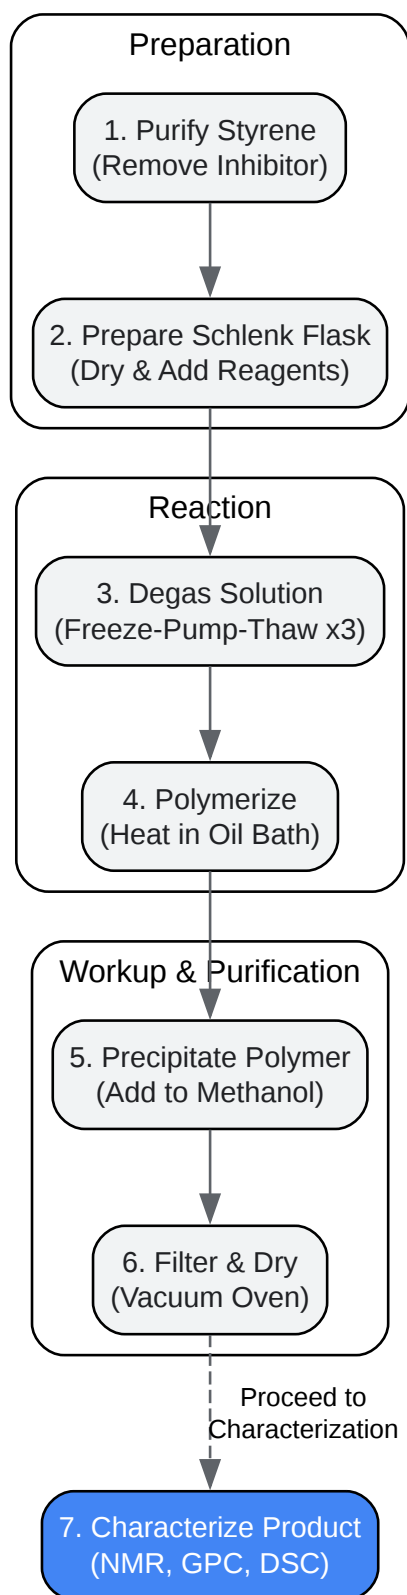 Preparation
1. Purify Styrene
(Remove Inhibitor)
2. Prepare Schlenk Flask
(Dry & Add Reagents)
Reaction
3. Degas Solution
(Freeze-Pump-Thaw x3)
4. Polymerize
(Heat in Oil Bath)
Workup & Purification
5. Precipitate Polymer
(Add to Methanol)
6. Filter & Dry
(Vacuum Oven)
Proceed to
Characterization
7. Characterize Product
(NMR, GPC, DSC)